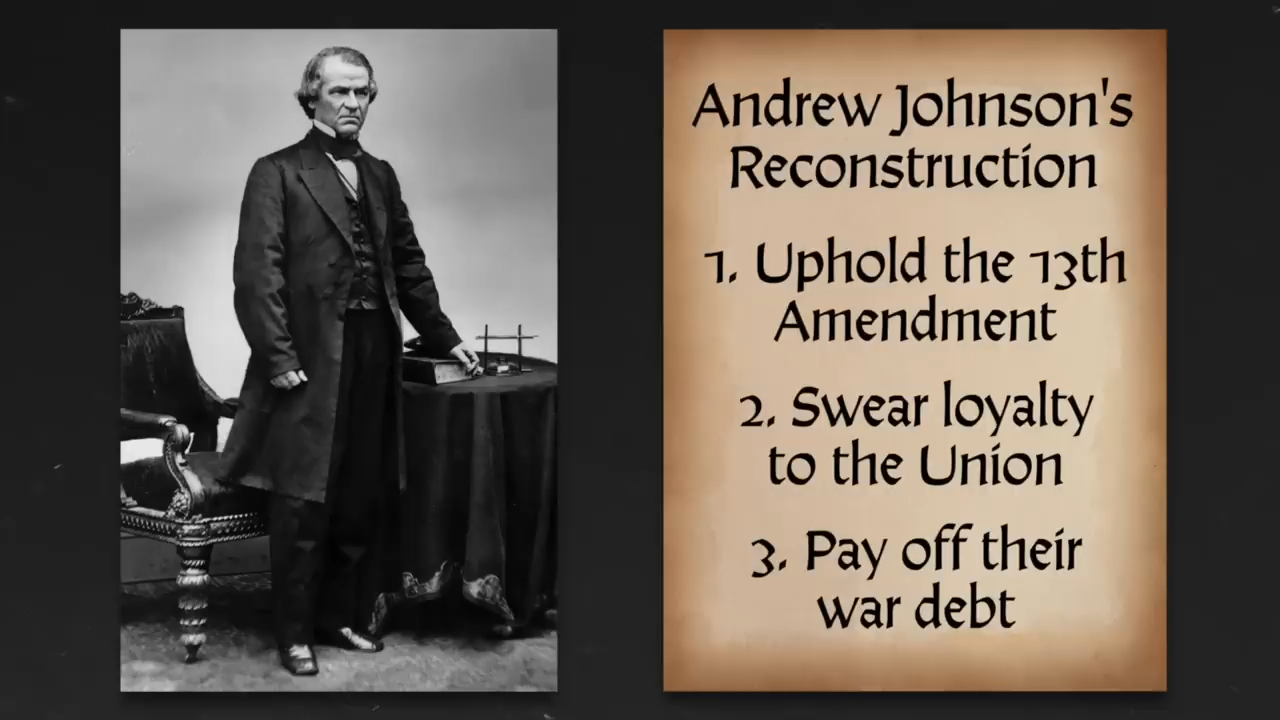 Andrew Johnson's
Reconstruction
1. Uphold the 13th
Amendment
2. Swear loyalty
to the Union
3. Pay off their
war debt